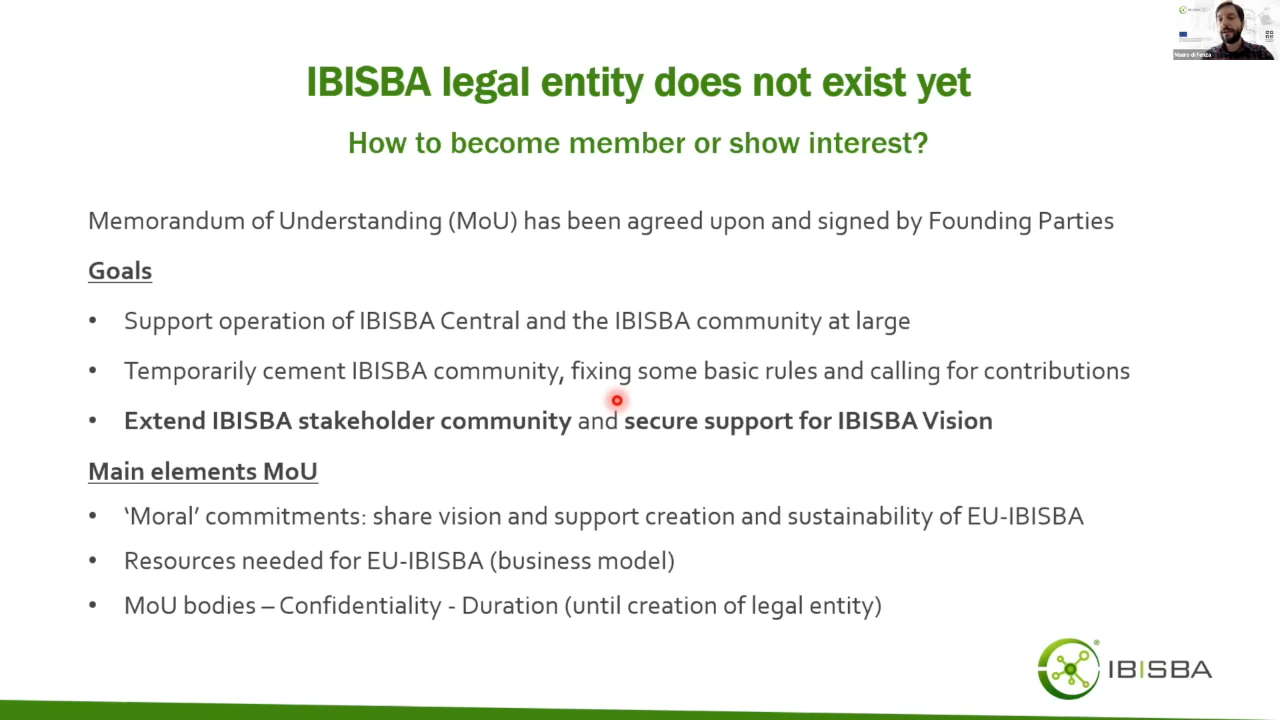 Mauro di Fenza
IBISBA legal entity does not exist yet
How to become member or show interest?
Memorandum of Understanding (MoU) has been agreed upon and signed by Founding Parties
Goals
• Support operation of IBISBA Central and the IBISBA community at large
• Temporarily cement IBISBA community, fixing some basic rules and calling for contributions
• Extend IBISBA stakeholder community and secure support for IBISBA Vision
Main elements MoU
• ‘Moral’ commitments: share vision and support creation and sustainability of EU-IBISBA
• Resources needed for EU-IBISBA (business model)
• MoU bodies – Confidentiality - Duration (until creation of legal entity)
® IBISBA